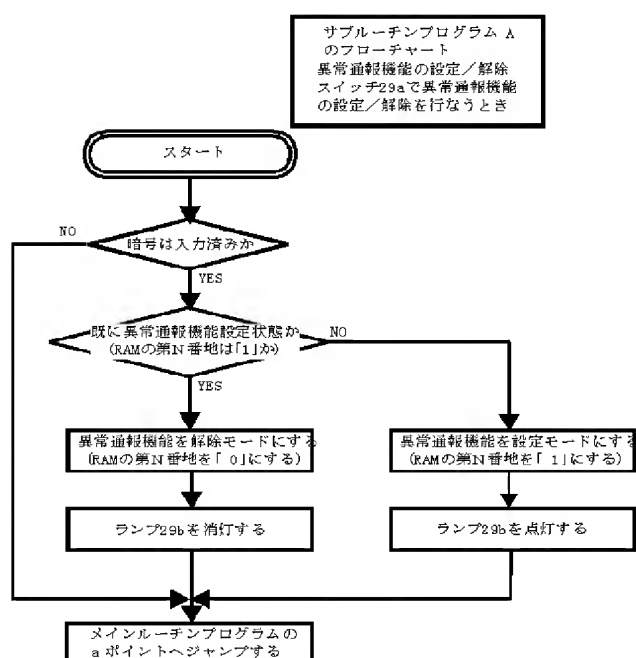 サブルーチンプログラム A
のフローチャート
異常通報機能の設定／解除
スイッチ29aで異常通報機能
の設定／解除を行なうとき
スタート
NO
暗号は入力済みか
YES
既に異常通報機能設定状態か
(RAMの第N番地は「1」か)
NO
YES
異常通報機能を解除モードにする
(RAMの第N番地を「 0」にする)
異常通報機能を設定モードにする
(RAMの第N番地を「 1」にする)
ランプ29bを消灯する
ランプ29bを点灯する
メインルーチンプログラムの
aポイントへジャンプする